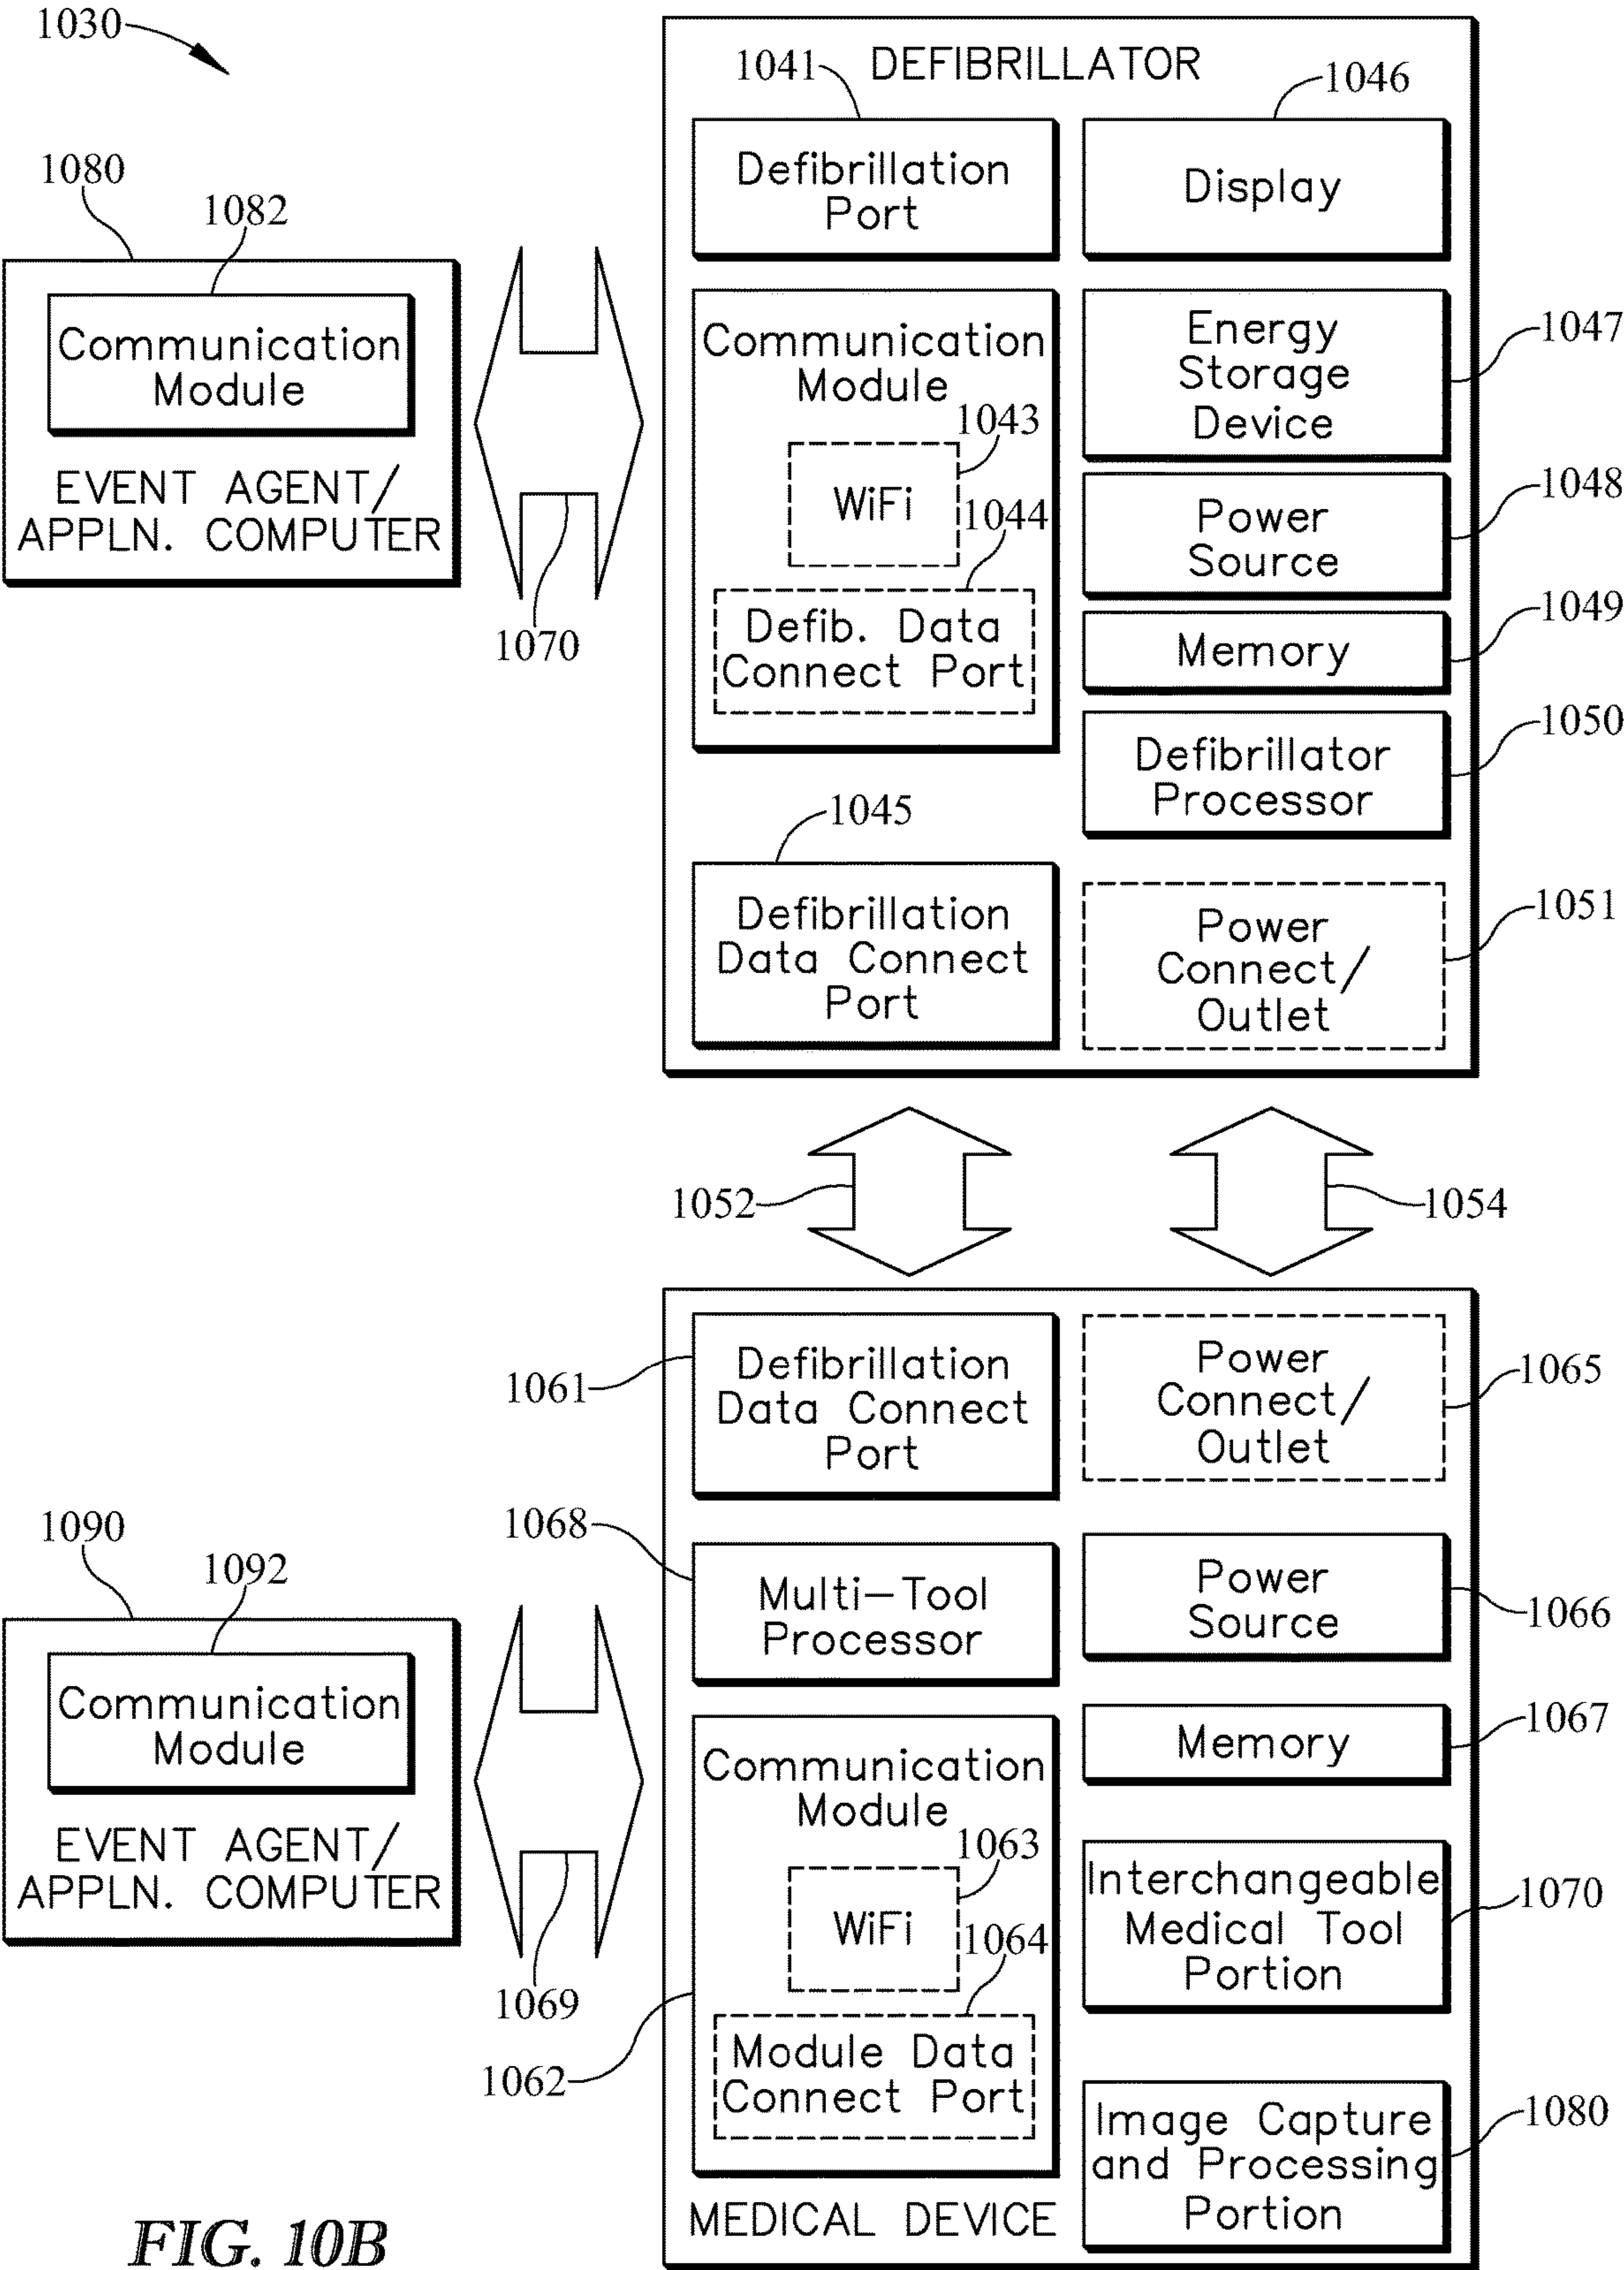 1030
DEFIBRILLATOR
1041
1046
Defibrillation
Port
Display
1080
1082
Communication
Module
EVENT AGENT/
APPLN. COMPUTER
1070
Communication
Module
1043
WiFi
1044
Defib. Data
Connect Port
Energy
Storage
Device
1047
Power
Source
1048
Memory
1049
Defibrillator
Processor
1050
1045
Defibrillation
Data Connect
Port
Power
Connect/
Outlet
1051
1052
1054
1061
Defibrillation
Data Connect
Port
Power
Connect/
Outlet
1065
1068
Multi-Tool
Processor
Power
Source
1066
1090
1092
Communication
Module
EVENT AGENT/
APPLN. COMPUTER
1069
Communication
Module
1063
WiFi
1064
Module Data
Connect Port
1062
Memory
1067
Interchangeable
Medical Tool
Portion
1070
Image Capture
and Processing
Portion
1080
MEDICAL DEVICE
FIG. 10B